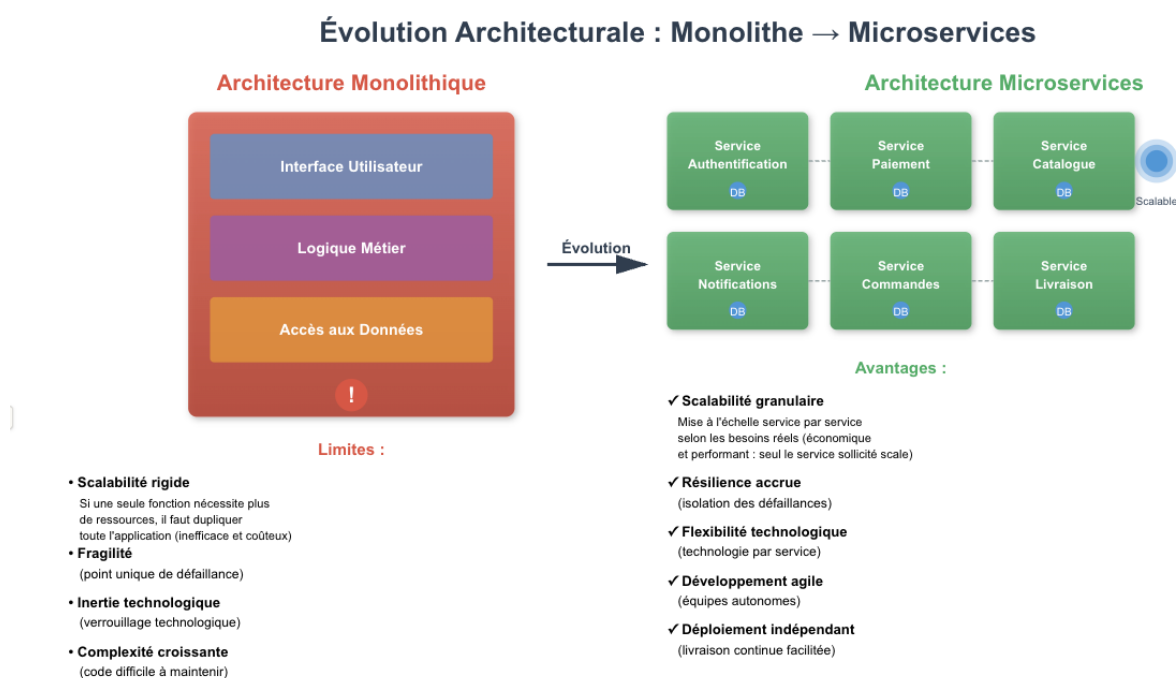 Évolution Architecturale : Monolithe → Microservices
Architecture Monolithique
Interface Utilisateur
Logique Métier
Accès aux Données
!
Limites :
• Scalabilité rigide
Si une seule fonction nécessite plus
de ressources, il faut dupliquer
toute l'application (inefficace et coûteux)
• Fragilité
(point unique de défaillance)
• Inertie technologique
(verrouillage technologique)
• Complexité croissante
(code difficile à maintenir)
Évolution
Architecture Microservices
Service
Authentification
DB
Service
Paiement
DB
Service
Catalogue
DB
Scalable
Service
Notifications
DB
Service
Commandes
DB
Service
Livraison
DB
Avantages :
✓ Scalabilité granulaire
Mise à l'échelle service par service
selon les besoins réels (économique
et performant : seul le service sollicité scale)
✓ Résilience accrue
(isolation des défaillances)
✓ Flexibilité technologique
(technologie par service)
✓ Développement agile
(équipes autonomes)
✓ Déploiement indépendant
(livraison continue facilitée)